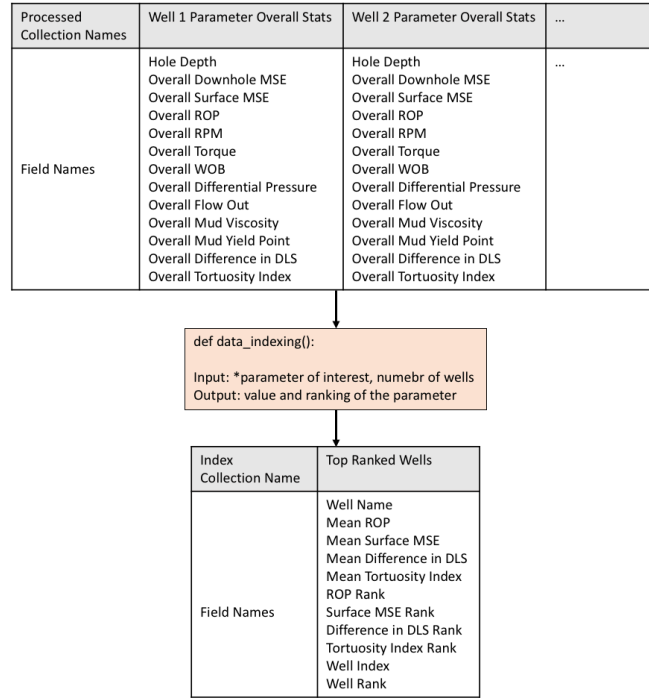 Processed
Collection Names
Well 1 Parameter Overall Stats
Well 2 Parameter Overall Stats
...
Field Names
Hole Depth
Overall Downhole MSE
Overall Surface MSE
Overall ROP
Overall RPM
Overall Torque
Overall WOB
Overall Differential Pressure
Overall Flow Out
Overall Mud Viscosity
Overall Mud Yield Point
Overall Difference in DLS
Overall Tortuosity Index
Hole Depth
Overall Downhole MSE
Overall Surface MSE
Overall ROP
Overall RPM
Overall Torque
Overall WOB
Overall Differential Pressure
Overall Flow Out
Overall Mud Viscosity
Overall Mud Yield Point
Overall Difference in DLS
Overall Tortuosity Index
...
def data_indexing():
Input: *parameter of interest, numebr of wells
Output: value and ranking of the parameter
Index
Collection Name
Top Ranked Wells
Field Names
Well Name
Mean ROP
Mean Surface MSE
Mean Difference in DLS
Mean Tortuosity Index
ROP Rank
Surface MSE Rank
Difference in DLS Rank
Tortuosity Index Rank
Well Index
Well Rank